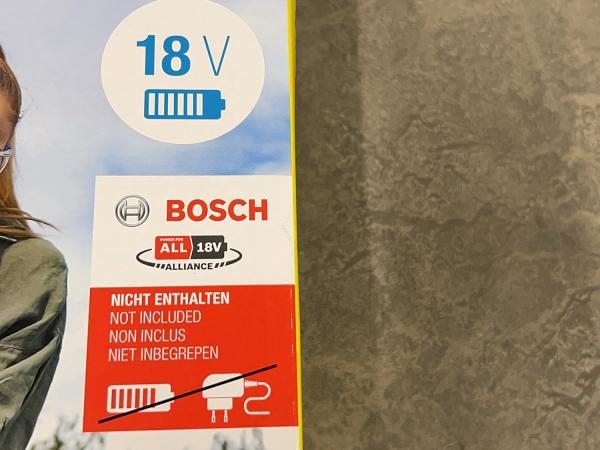 18 V
BOSCH
POWER FOR
ALL 18V
ALLIANCE
NICHT ENTHALTEN
NOT INCLUDED
NON INCLUS
NIET INBEGREPEN